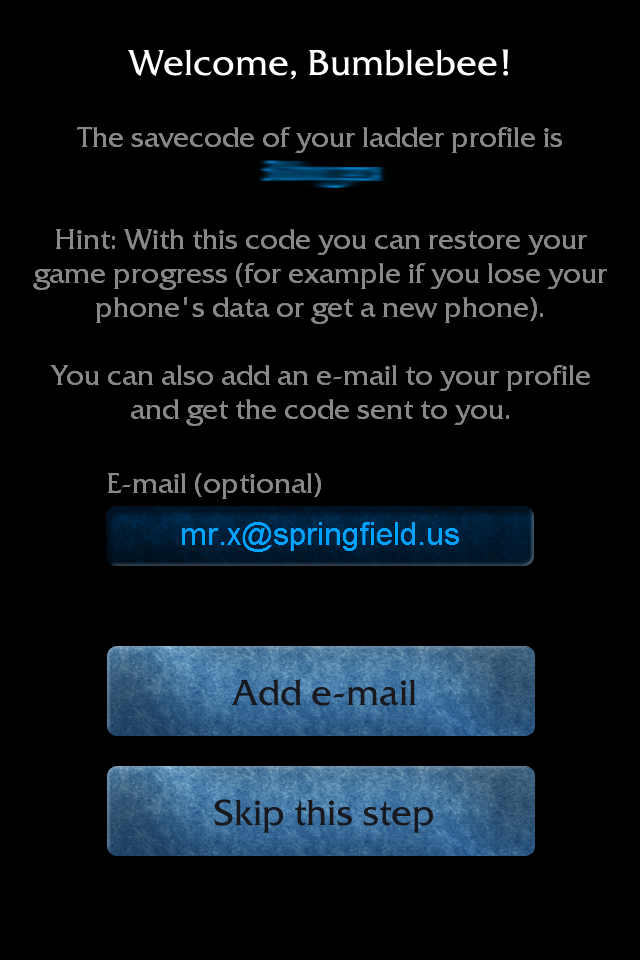 Welcome, Bumblebee!
The savecode of your ladder profile is
Hint: With this code you can restore your
game progress (for example if you lose your
phone's data or get a new phone).
You can also add an e-mail to your profile
and get the code sent to you.
E-mail (optional)
mr.x@springfield.us
Add e-mail
Skip this step